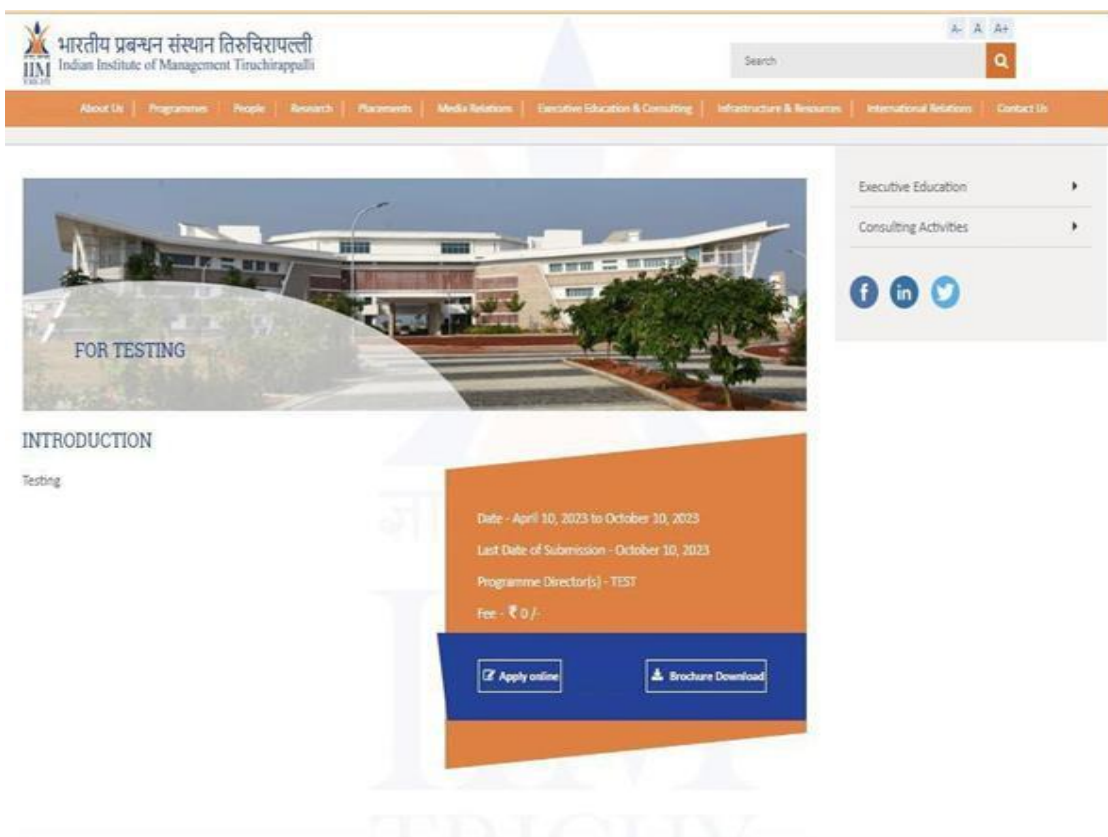 A- A A+
भारतीय प्रबन्धन संस्थान तिरुचिरापल्ली
IIM
TRICHY
Indian Institute of Management Tiruchirappalli
Search
About Us | Programmes | People | Research | Placements | Media Relations | Executive Education & Consulting | Infrastructure & Resources | International Relations | Contact Us
Executive Education
Consulting Activities
FOR TESTING
INTRODUCTION
Testing
Date - April 10, 2023 to October 10, 2023
Last Date of Submission - October 10, 2023
Programme Director(s) - TEST
Fee - ₹ 0 /-
Apply online
Brochure Download
IIM
TRICHY